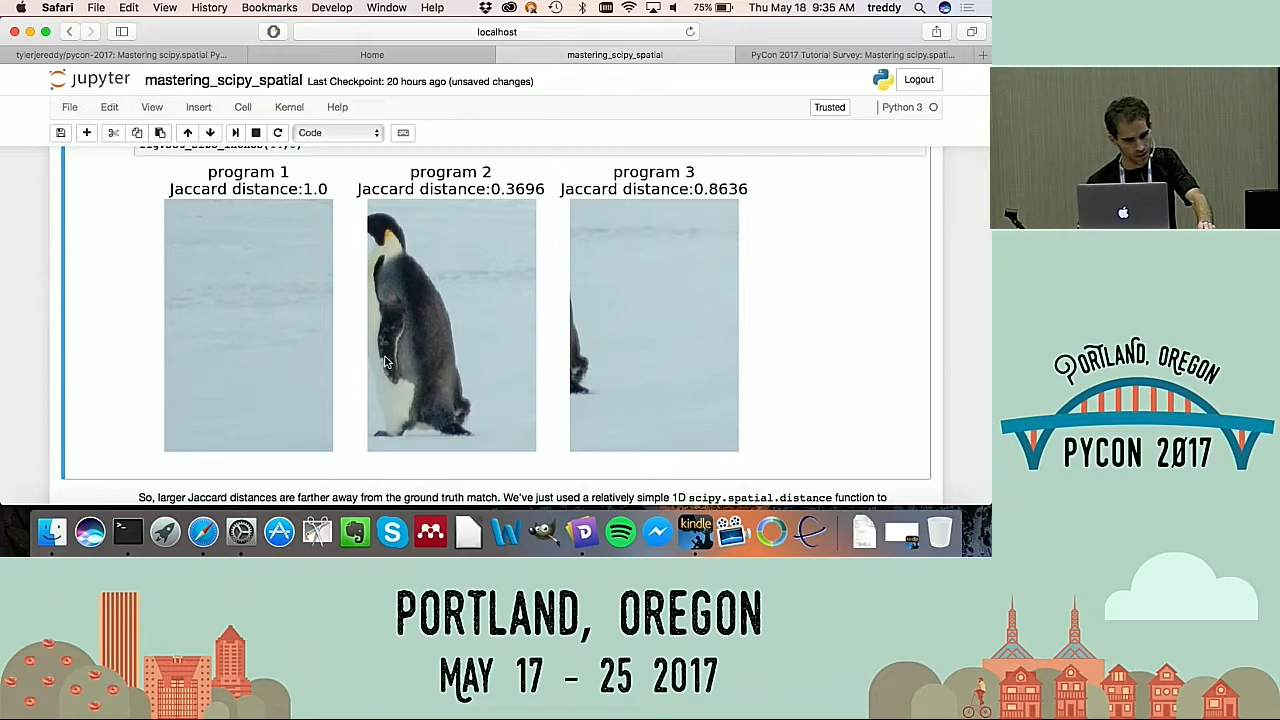 Safari File Edit View History Bookmarks Develop Window Help 75% Thu May 18 9:35 AM treddy
localhost
tylerjereddy/pycon-2017: Mastering scipy.spatial Py... Home mastering_scipy_spatial PyCon 2017 Tutorial Survey: Mastering scipy.spati...
jupyter mastering_scipy_spatial Last Checkpoint: 20 hours ago (unsaved changes) Logout
File Edit View Insert Cell Kernel Help Trusted Python 3
Code
program 1
Jaccard distance:1.0
program 2
Jaccard distance:0.3696
program 3
Jaccard distance:0.8636
So, larger Jaccard distances are farther away from the ground truth match. We've just used a relatively simple 1D scipy.spatial.distance function to
kindle
PORTLAND, OREGON
PYCON 2017
PORTLAND, OREGON
MAY 17 - 25 2017